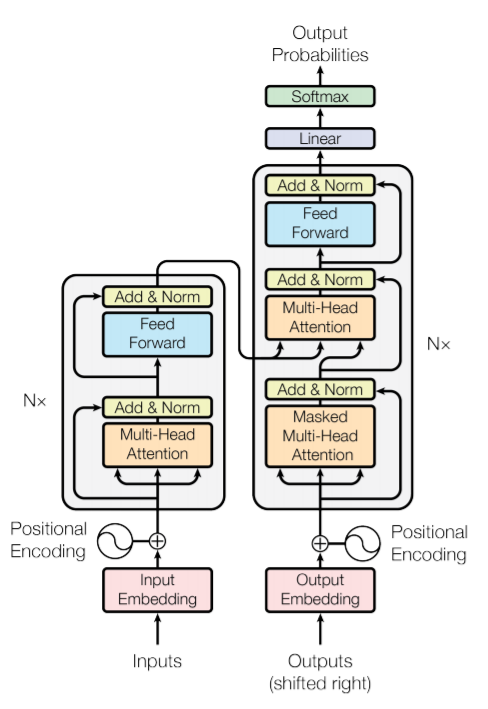 Output
Probabilities
Softmax
Linear
Add & Norm
Feed
Forward
Add & Norm
Multi-Head
Attention
Add & Norm
Masked
Multi-Head
Attention
N×
Add & Norm
Feed
Forward
Add & Norm
Multi-Head
Attention
N×
Positional
Encoding
Positional
Encoding
Input
Embedding
Output
Embedding
Inputs
Outputs
(shifted right)